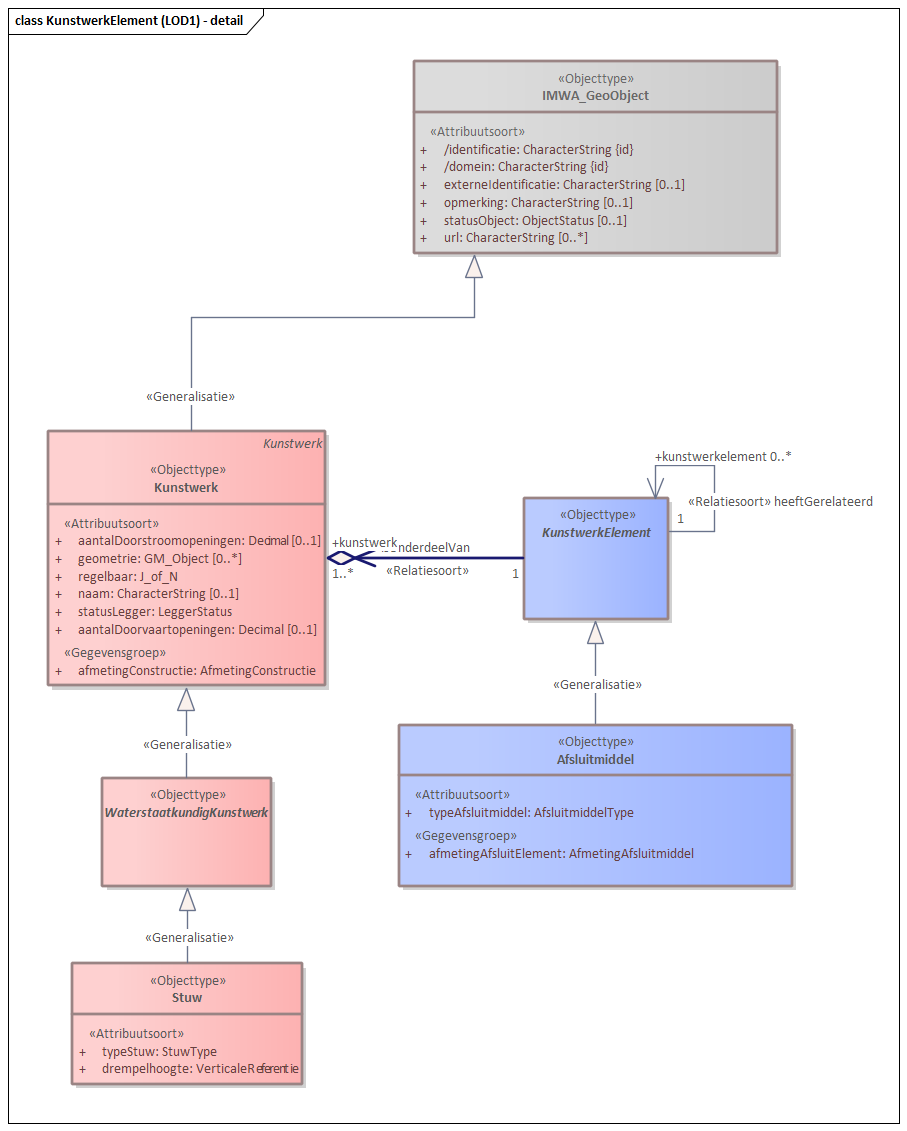 class KunstwerkElement (LOD1) - detail
«Objecttype»
IMWA_GeoObject
«Attribuutsoort»
+ /identificatie: CharacterString {id}
+ /domein: CharacterString {id}
+ externeIdentificatie: CharacterString [0..1]
+ opmerking: CharacterString [0..1]
+ statusObject: ObjectStatus [0..1]
+ url: CharacterString [0..*]
«Generalisatie»
Kunstwerk
«Objecttype»
Kunstwerk
«Attribuutsoort»
+ aantalDoorstroomopeningen: Decimal [0..1]
+ geometrie: GM_Object [0..*]
+ regelbaar: J_of_N
+ naam: CharacterString [0..1]
+ statusLegger: LeggerStatus
+ aantalDoorvaartopeningen: Decimal [0..1]
«Gegevensgroep»
+ afmetingConstructie: AfmetingConstructie
+kunstwerk
1..*
«Relatiesoort»
1
+kunstwerkelement 0..*
«Relatiesoort» heeftGerelateerd
1
«Objecttype»
KunstwerkElement
«Generalisatie»
«Objecttype»
Afsluitmiddel
«Attribuutsoort»
+ typeAfsluitmiddel: AfsluitmiddelType
«Gegevensgroep»
+ afmetingAfsluitElement: AfmetingAfsluitmiddel
«Generalisatie»
«Objecttype»
WaterstaatkundigKunstwerk
«Generalisatie»
«Objecttype»
Stuw
«Attribuutsoort»
+ typeStuw: StuwType
+ drempelhoogte: VerticaleReferentie